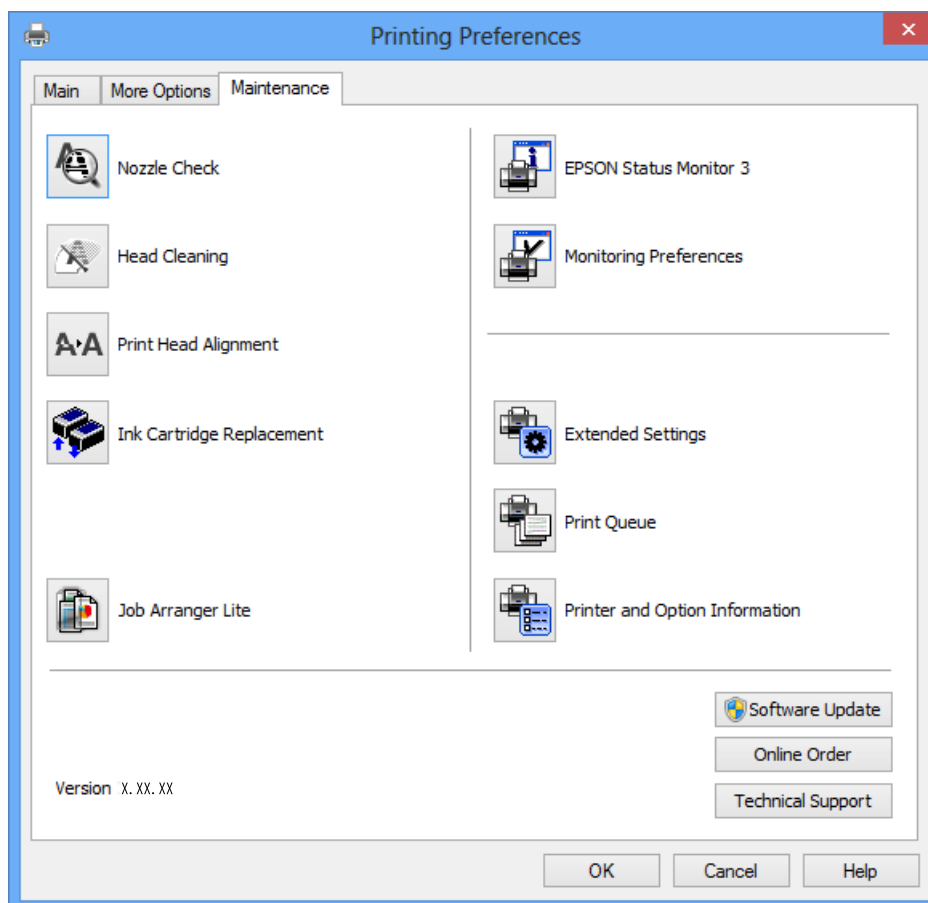 Printing Preferences
Main
More Options
Maintenance
Nozzle Check
Head Cleaning
Print Head Alignment
Ink Cartridge Replacement
Job Arranger Lite
EPSON Status Monitor 3
Monitoring Preferences
Extended Settings
Print Queue
Printer and Option Information
Software Update
Online Order
Technical Support
Version X.XX.XX
OK
Cancel
Help